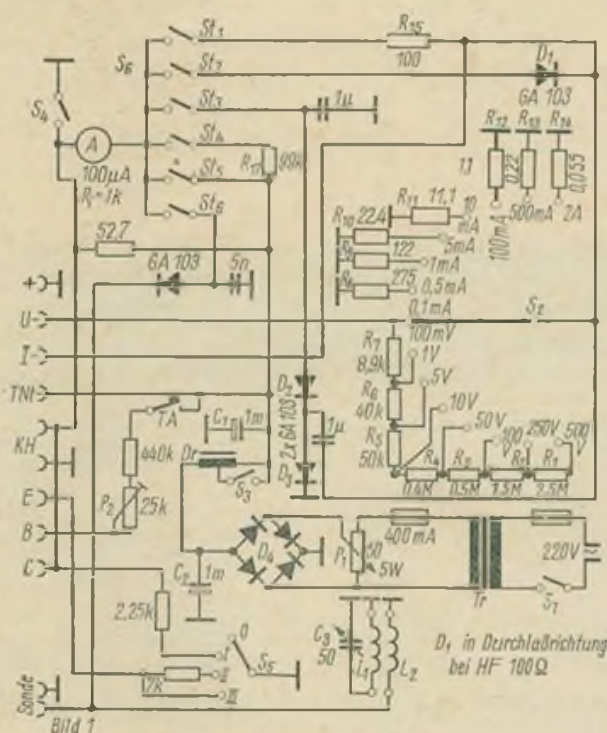 S6
St1
St2
St3
St4
St5
St6
R15
100
D1
GA 103
S4
A
100µA
Ri=1k
1µ
R17
99k
R12
R13
R14
1,1
0,22
0,055
100mA
500mA
2A
R11
11,1
10 mA
R10
22,4
5mA
122
1mA
275
0,5mA
0,1mA
52,7
GA 103
5n
+
U
I
TNt
KH
E
B
C
Sonde
S2
100mV
R7
8,9k
1V
R6
40k
5V
R5
50k
10V
50V
100 V
250V
500 V
R4
0,4M
0,5M
R1
2,5M
D2
2x GA 103
D3
1µ
TA
C1
1m
Dr
S3
440k
P2
25k
D4
P1
50
5W
400mA
Tr
220V
S1
C2
1m
2,25k
0
I
II
III
S5
2k
C3
50
L1
L2
D1 in Durchlaßrichtung
bei HF 100Ω
Bild 1